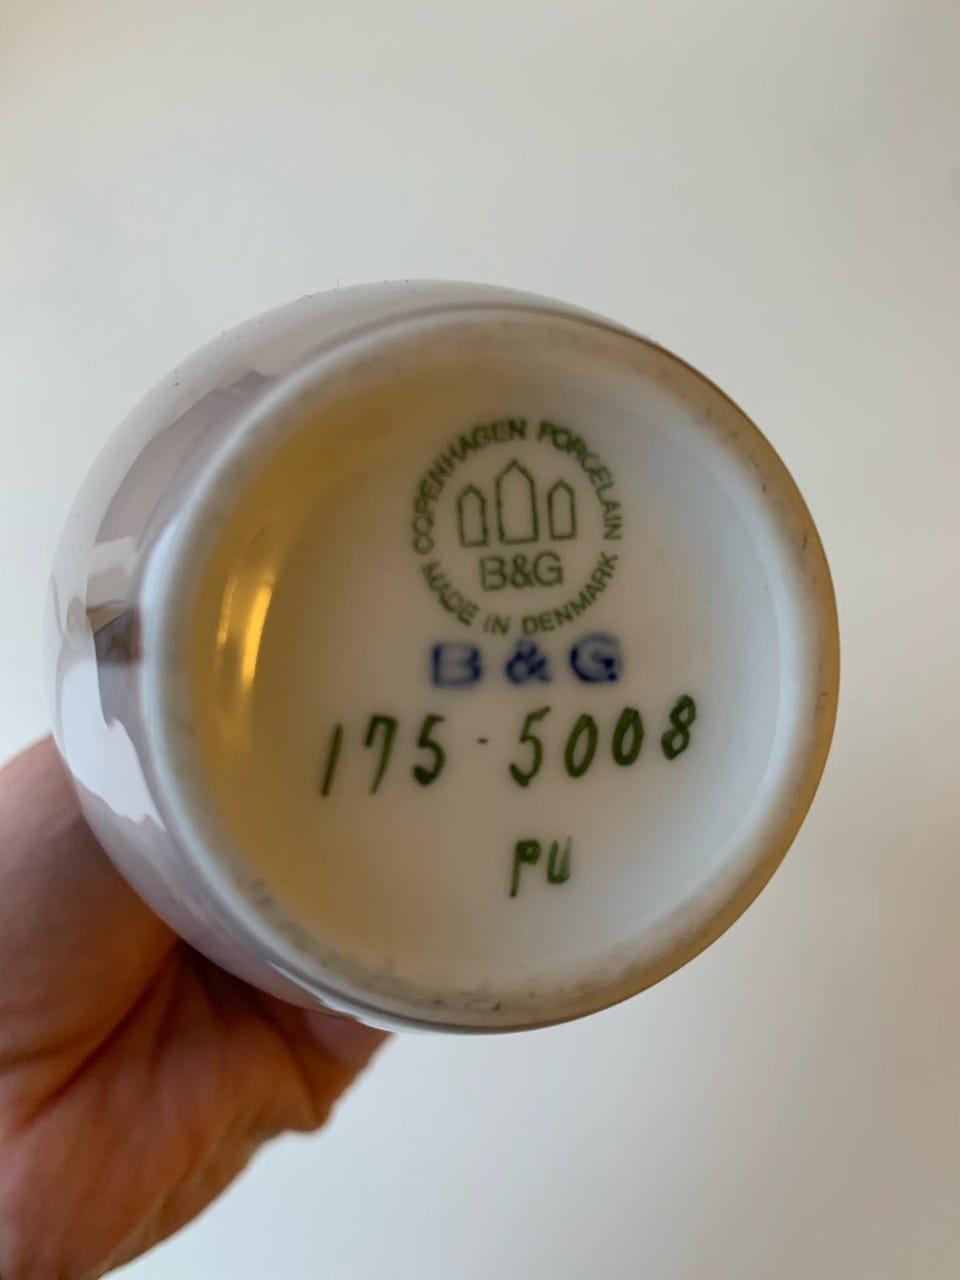 COPENHAGEN PORCELAIN
B&G
MADE IN DENMARK
B & G
175-5008
PU